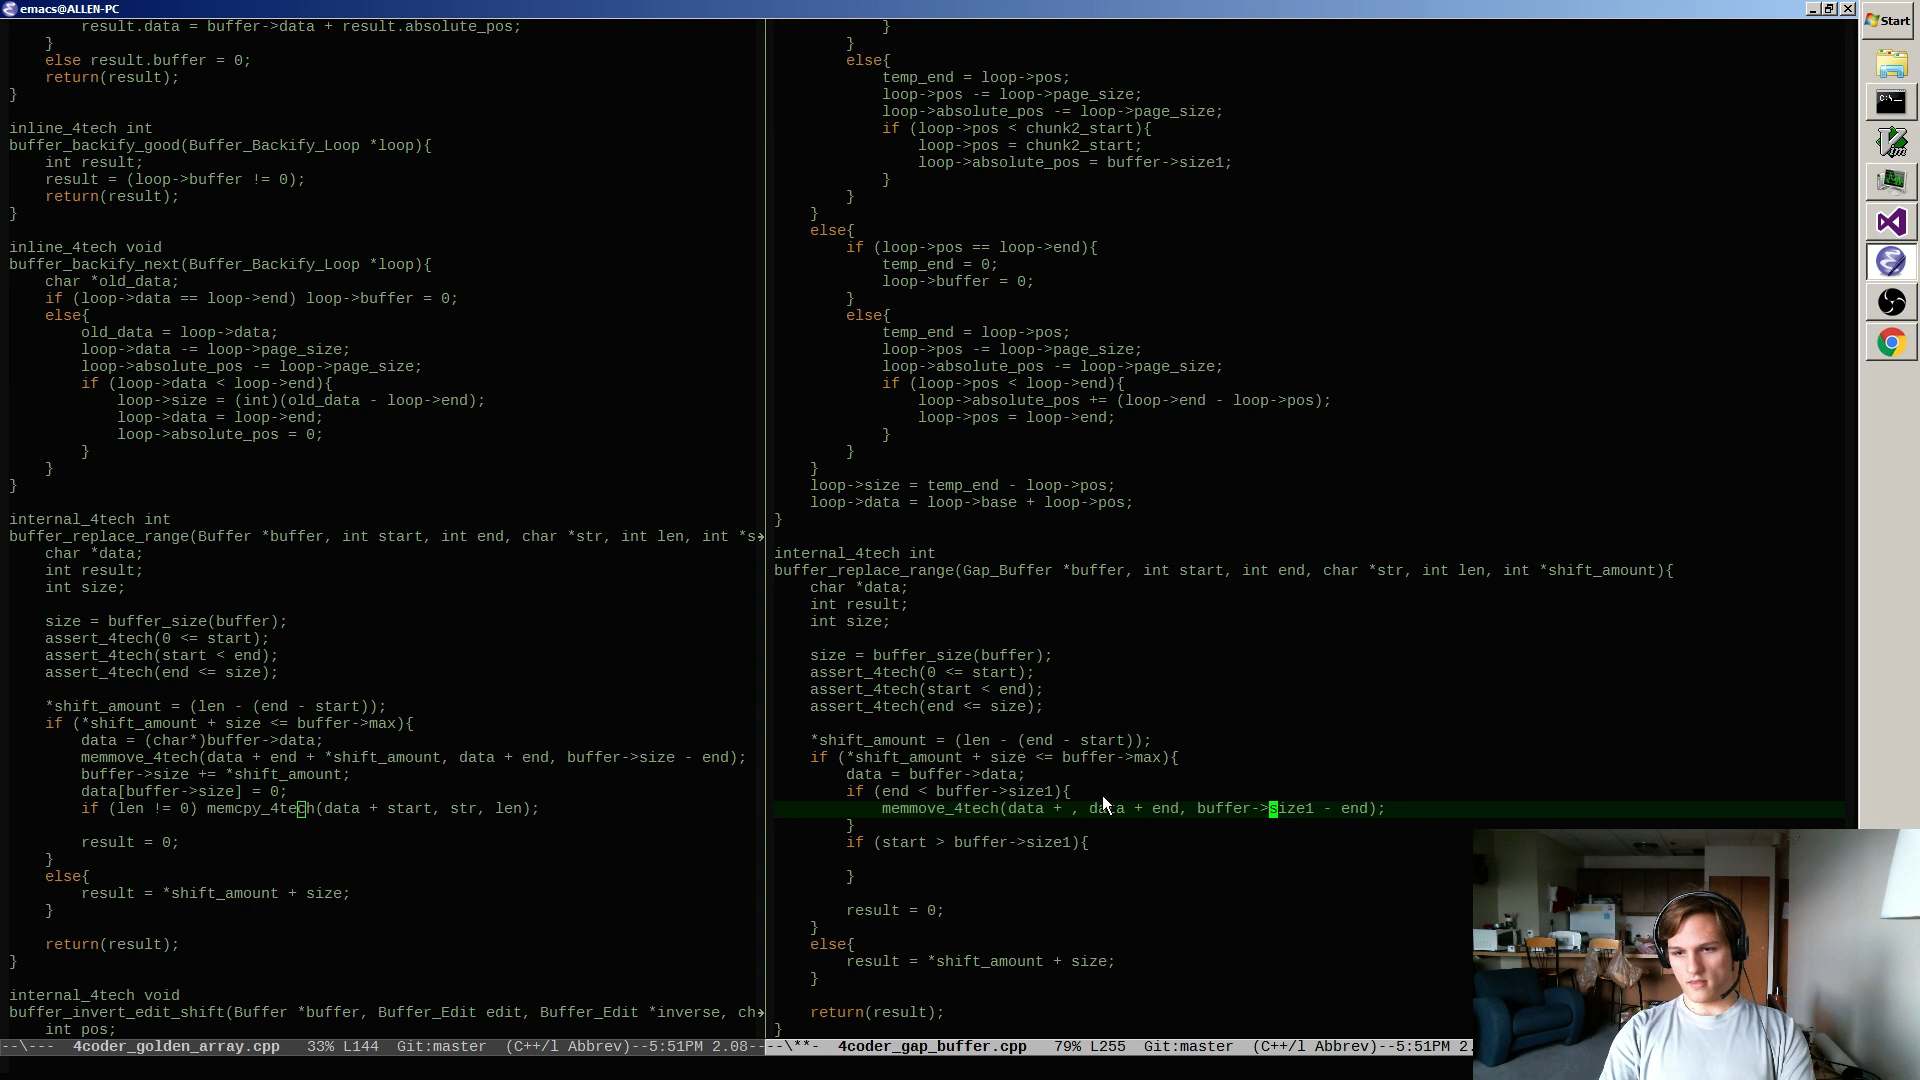 emacs@ALLEN-PC
result.data = buffer->data + result.absolute_pos;
}
else result.buffer = 0;
return(result);
}
inline_4tech int
buffer_backify_good(Buffer_Backify_Loop *loop){
int result;
result = (loop->buffer != 0);
return(result);
}
inline_4tech void
buffer_backify_next(Buffer_Backify_Loop *loop){
char *old_data;
if (loop->data == loop->end) loop->buffer = 0;
else{
old_data = loop->data;
loop->data -= loop->page_size;
loop->absolute_pos -= loop->page_size;
if (loop->data < loop->end){
loop->size = (int)(old_data - loop->end);
loop->data = loop->end;
loop->absolute_pos = 0;
}
}
}
internal_4tech int
buffer_replace_range(Buffer *buffer, int start, int end, char *str, int len, int *s
char *data;
int result;
int size;
size = buffer_size(buffer);
assert_4tech(0 <= start);
assert_4tech(start < end);
assert_4tech(end <= size);
*shift_amount = (len - (end - start));
if (*shift_amount + size <= buffer->max){
data = (char*)buffer->data;
memmove_4tech(data + end + *shift_amount, data + end, buffer->size - end);
buffer->size += *shift_amount;
data[buffer->size] = 0;
if (len != 0) memcpy_4tech(data + start, str, len);
result = 0;
}
else{
result = *shift_amount + size;
}
return(result);
}
internal_4tech void
buffer_invert_edit_shift(Buffer *buffer, Buffer_Edit edit, Buffer_Edit *inverse, ch
int pos;
--\---  4coder_golden_array.cpp   33% L144  Git:master  (C++/l Abbrev)--5:51PM 2.08--
}
}
else{
temp_end = loop->pos;
loop->pos -= loop->page_size;
loop->absolute_pos -= loop->page_size;
if (loop->pos < chunk2_start){
loop->pos = chunk2_start;
loop->absolute_pos = buffer->size1;
}
}
}
else{
if (loop->pos == loop->end){
temp_end = 0;
loop->buffer = 0;
}
else{
temp_end = loop->pos;
loop->pos -= loop->page_size;
loop->absolute_pos -= loop->page_size;
if (loop->pos < loop->end){
loop->absolute_pos += (loop->end - loop->pos);
loop->pos = loop->end;
}
}
}
loop->size = temp_end - loop->pos;
loop->data = loop->base + loop->pos;
}
internal_4tech int
buffer_replace_range(Gap_Buffer *buffer, int start, int end, char *str, int len, int *shift_amount){
char *data;
int result;
int size;
size = buffer_size(buffer);
assert_4tech(0 <= start);
assert_4tech(start < end);
assert_4tech(end <= size);
*shift_amount = (len - (end - start));
if (*shift_amount + size <= buffer->max){
data = buffer->data;
if (end < buffer->size1){
memmove_4tech(data + , data + end, buffer->size1 - end);
}
if (start > buffer->size1){
}
result = 0;
}
else{
result = *shift_amount + size;
}
return(result);
}
--\**-  4coder_gap_buffer.cpp   79% L255  Git:master  (C++/l Abbrev)--5:51PM 2.
Start
C:\_